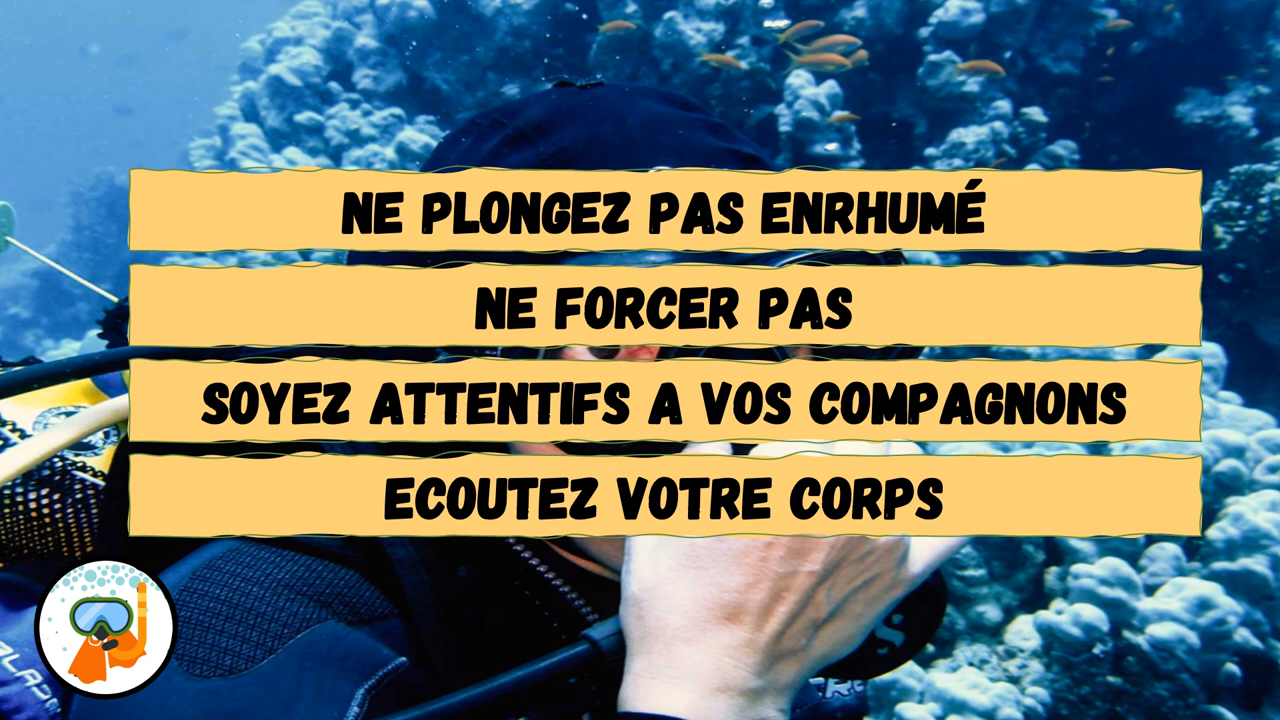 NE PLONGEZ PAS ENRHUMÉ
NE FORCER PAS
SOYEZ ATTENTIFS A VOS COMPAGNONS
ECOUTEZ VOTRE CORPS